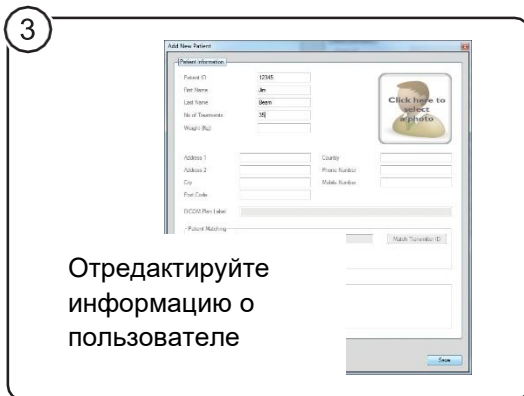 3
Add New Patient
Patient Information
Patient ID 12345
First Name Jim
Last Name Beam
No of Treatments 35
Weight (Kg)
Click here to
select
a photo
Address 1 County
Address 2 Phone Number
City Mobile Number
Post Code
DICOM Plan Label
Patient Matching
Match Transmitter ID
Отредактируйте
информацию о
пользователе
Save